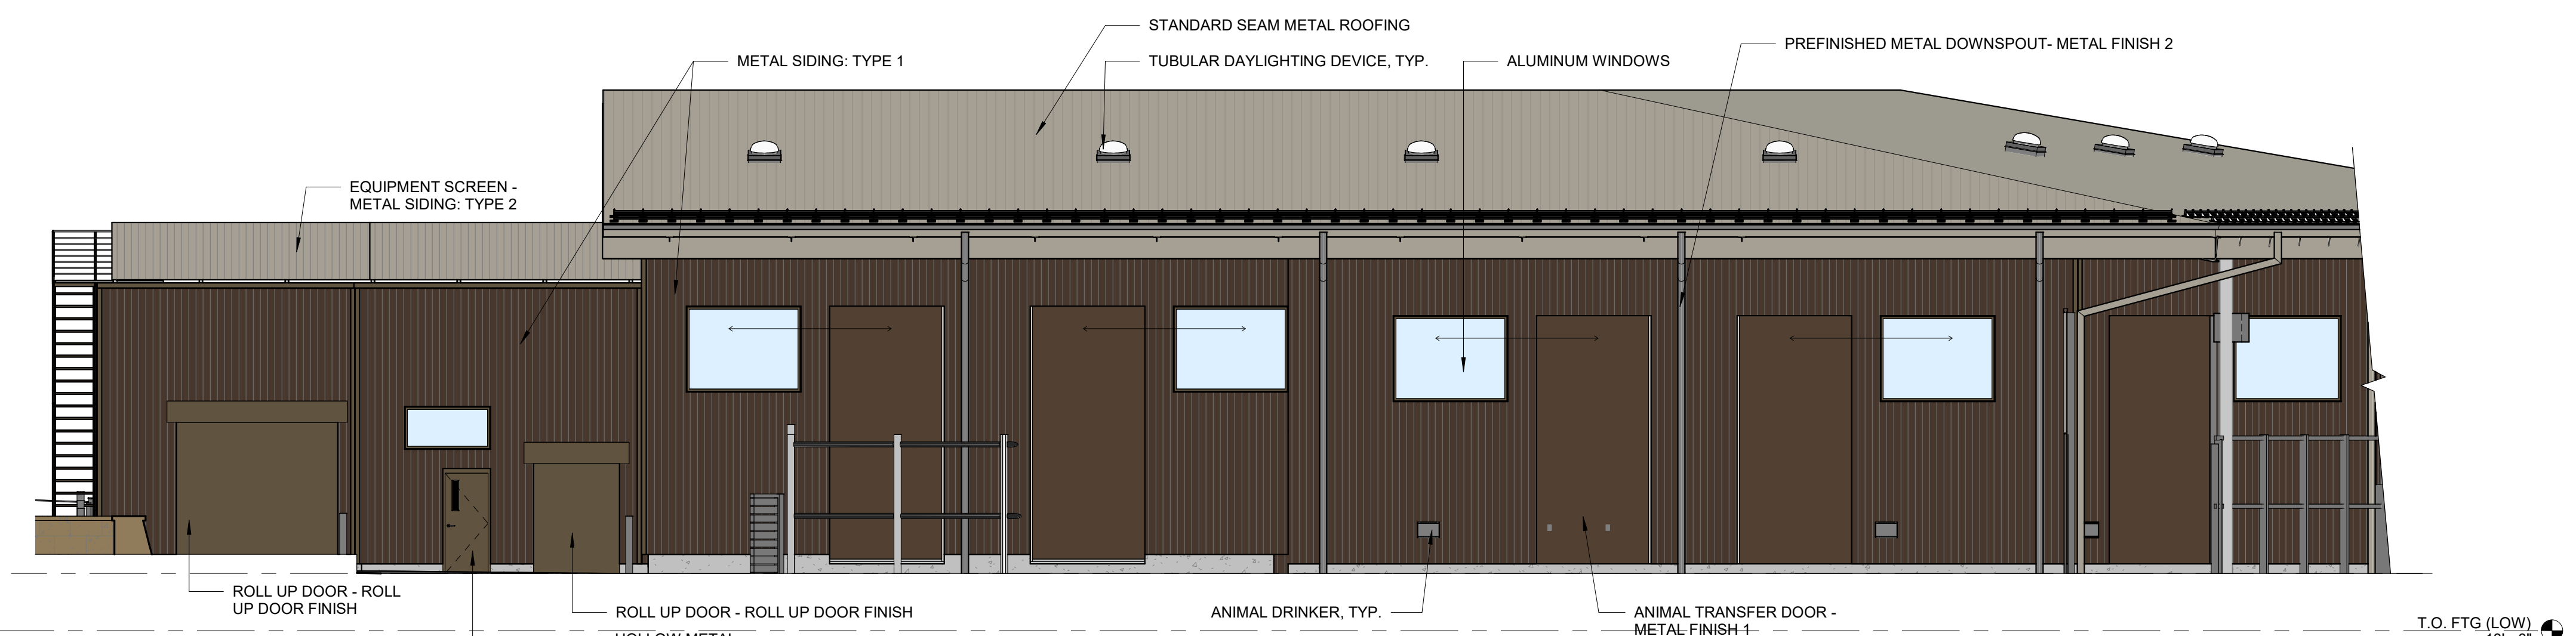 STANDARD SEAM METAL ROOFING
PREFINISHED METAL DOWNSPOUT- METAL FINISH 2
METAL SIDING: TYPE 1
TUBULAR DAYLIGHTING DEVICE, TYP.
ALUMINUM WINDOWS
EQUIPMENT SCREEN -
METAL SIDING: TYPE 2
ROLL UP DOOR - ROLL
UP DOOR FINISH
ROLL UP DOOR - ROLL UP DOOR FINISH
HOLLOW METAL
ANIMAL DRINKER, TYP.
ANIMAL TRANSFER DOOR -
METAL FINISH 1
T.O. FTG (LOW)